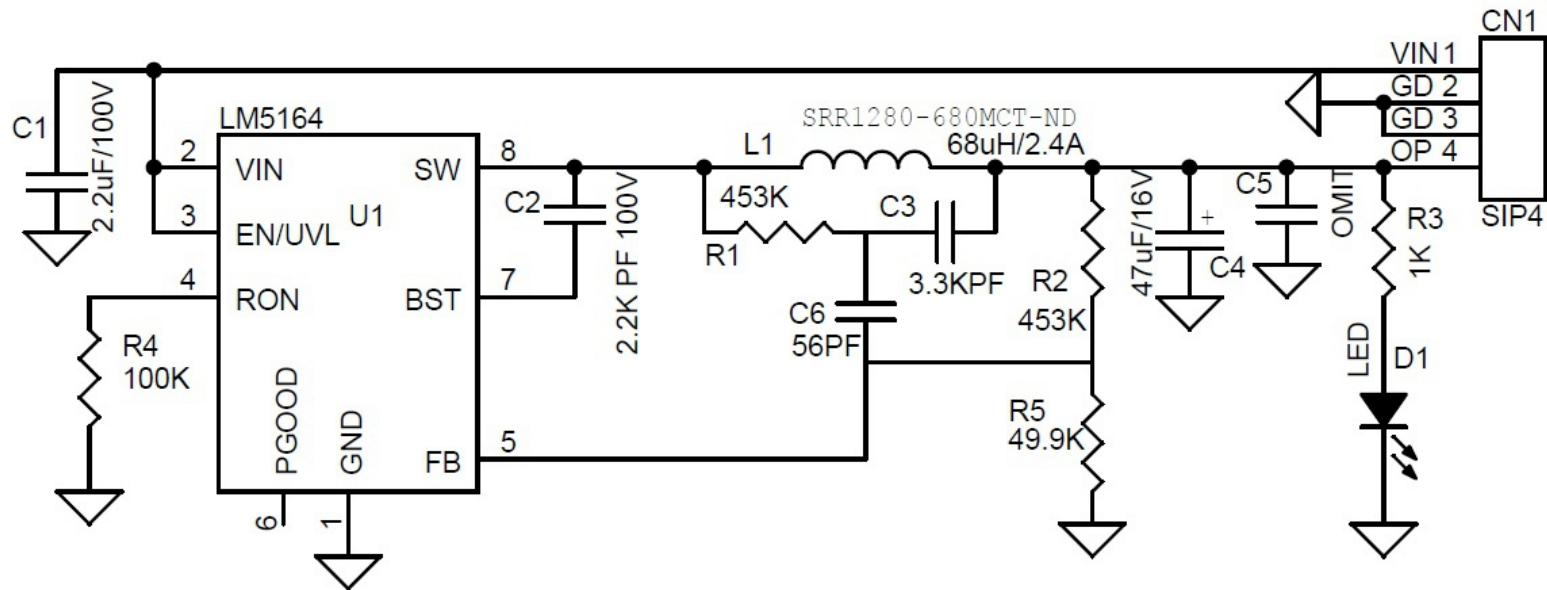 CN1
VIN 1
GD 2
GD 3
OP 4
SIP4
C1
2.2uF/100V
LM5164
2
VIN
3
EN/UVL
U1
4
RON
SW
8
BST
7
FB
5
PGOOD
6
GND
1
R4
100K
C2
2.2K PF 100V
SRR1280-680MCT-ND
L1
68uH/2.4A
453K
R1
C3
3.3KPF
C6
56PF
R2
453K
R5
49.9K
47uF/16V
+
C4
C5
OMIT
R3
1K
LED
D1